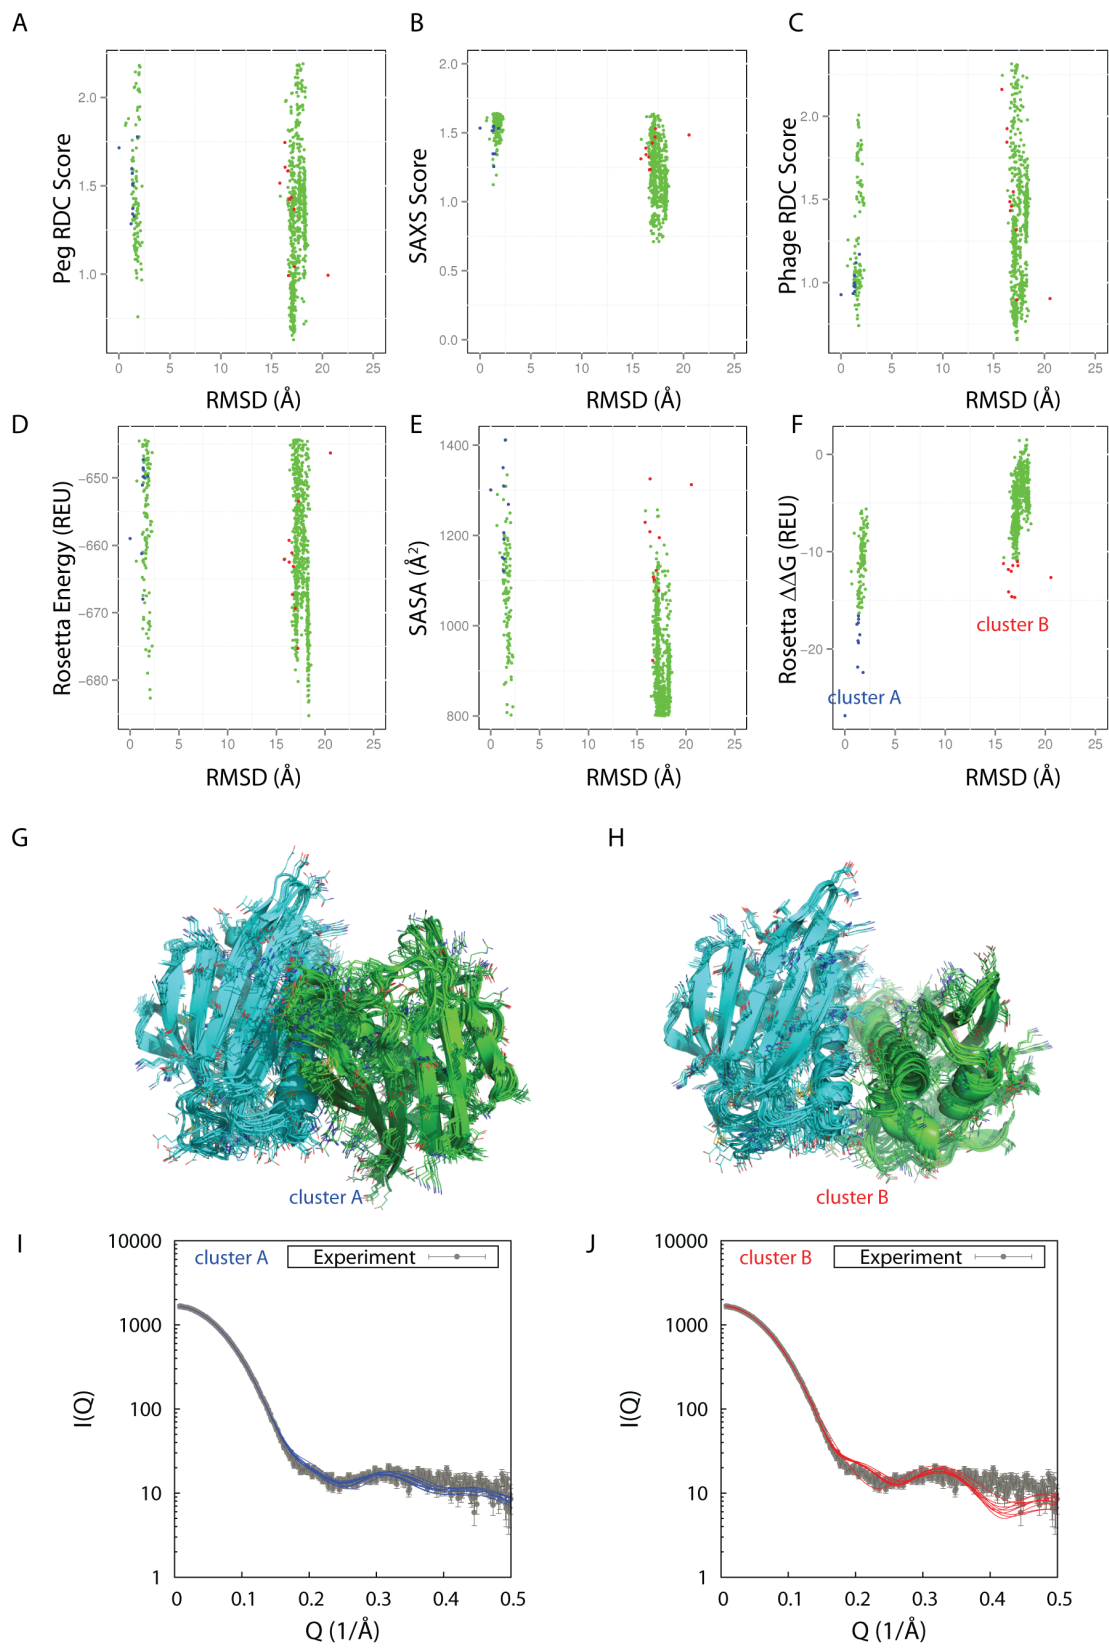 A
B
C
Peg RDC Score
2.0
1.5
1.0
0 5 10 15 20 25
RMSD (Å)
SAXS Score
2.0
1.5
1.0
0.5
0.0
0 5 10 15 20 25
RMSD (Å)
Phage RDC Score
2.0
1.5
1.0
0 5 10 15 20 25
RMSD (Å)
D
E
F
Rosetta Energy (REU)
−650
−660
−670
−680
0 5 10 15 20 25
RMSD (Å)
SASA (Å²)
1400
1200
1000
800
0 5 10 15 20 25
RMSD (Å)
Rosetta ΔΔG (REU)
0
−10
−20
cluster B
cluster A
0 5 10 15 20 25
RMSD (Å)
G
H
cluster A
cluster B
I
J
I(Q)
10000
1000
100
10
1
cluster A
Experiment
0 0.1 0.2 0.3 0.4 0.5
Q (1/Å)
I(Q)
10000
1000
100
10
1
cluster B
Experiment
0 0.1 0.2 0.3 0.4 0.5
Q (1/Å)